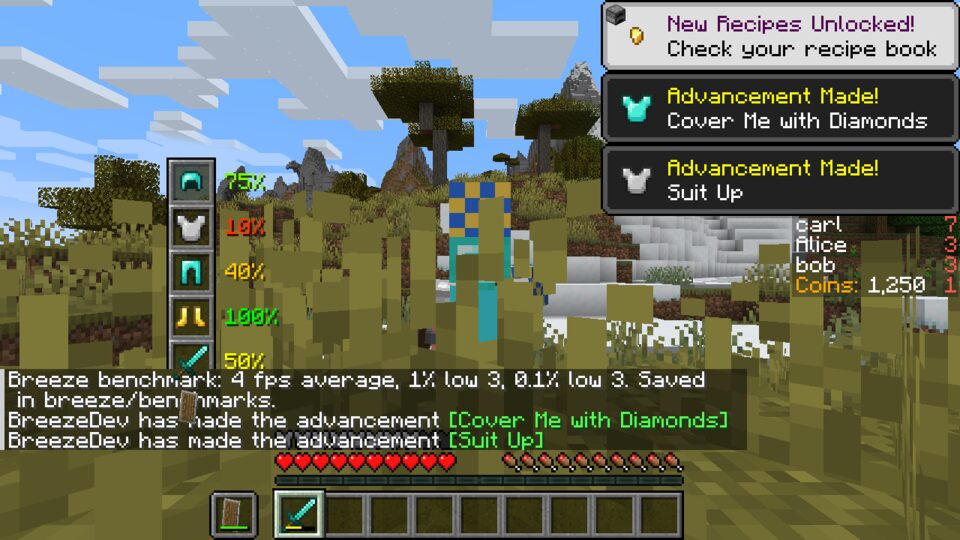 New Recipes Unlocked!
Check your recipe book
Advancement Made!
Cover Me with Diamonds
Advancement Made!
Suit Up
75%
10%
40%
100%
50%
carl 7
Alice 3
bob 3
Coins: 1,250 1
Breeze benchmark: 4 fps average, 1% low 3, 0.1% low 3. Saved
in breeze/benchmarks.
BreezeDev has made the advancement [Cover Me with Diamonds]
BreezeDev has made the advancement [Suit Up]